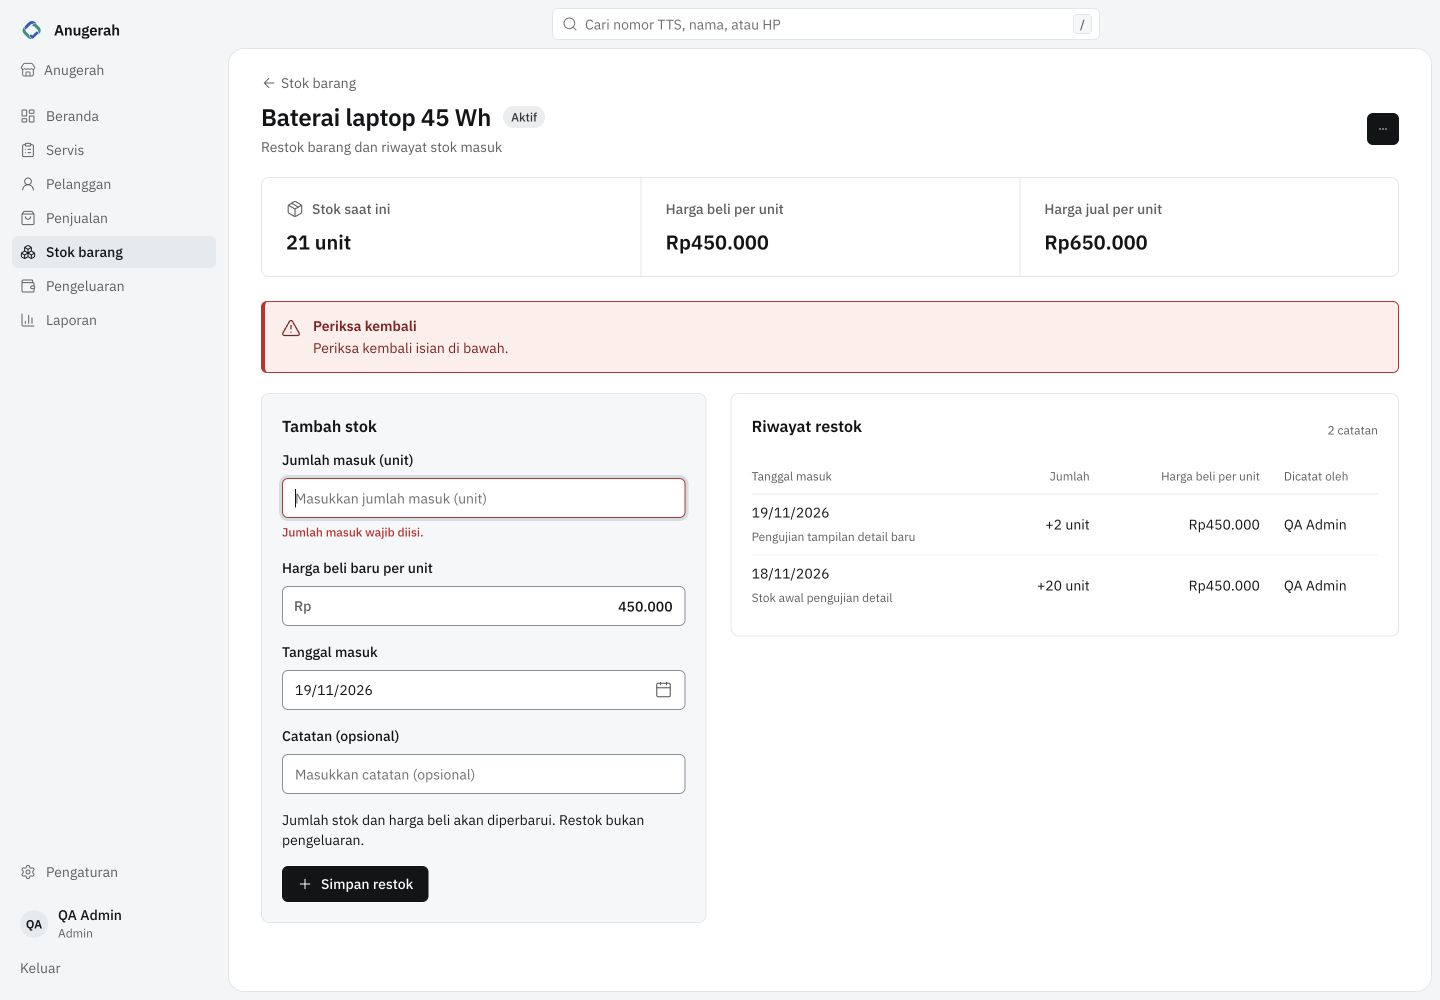 Anugerah
Cari nomor TTS, nama, atau HP
/
Anugerah
Beranda
Servis
Pelanggan
Penjualan
Stok barang
Pengeluaran
Laporan
Pengaturan
QA
QA Admin
Admin
Keluar
Stok barang
Baterai laptop 45 Wh
Aktif
Restok barang dan riwayat stok masuk
...
Stok saat ini
21 unit
Harga beli per unit
Rp450.000
Harga jual per unit
Rp650.000
Periksa kembali
Periksa kembali isian di bawah.
Tambah stok
Jumlah masuk (unit)
Masukkan jumlah masuk (unit)
Jumlah masuk wajib diisi.
Harga beli baru per unit
Rp 450.000
Tanggal masuk
19/11/2026
Catatan (opsional)
Masukkan catatan (opsional)
Jumlah stok dan harga beli akan diperbarui. Restok bukan
pengeluaran.
Simpan restok
Riwayat restok
2 catatan
Tanggal masuk Jumlah Harga beli per unit Dicatat oleh
19/11/2026
Pengujian tampilan detail baru
+2 unit Rp450.000 QA Admin
18/11/2026
Stok awal pengujian detail
+20 unit Rp450.000 QA Admin